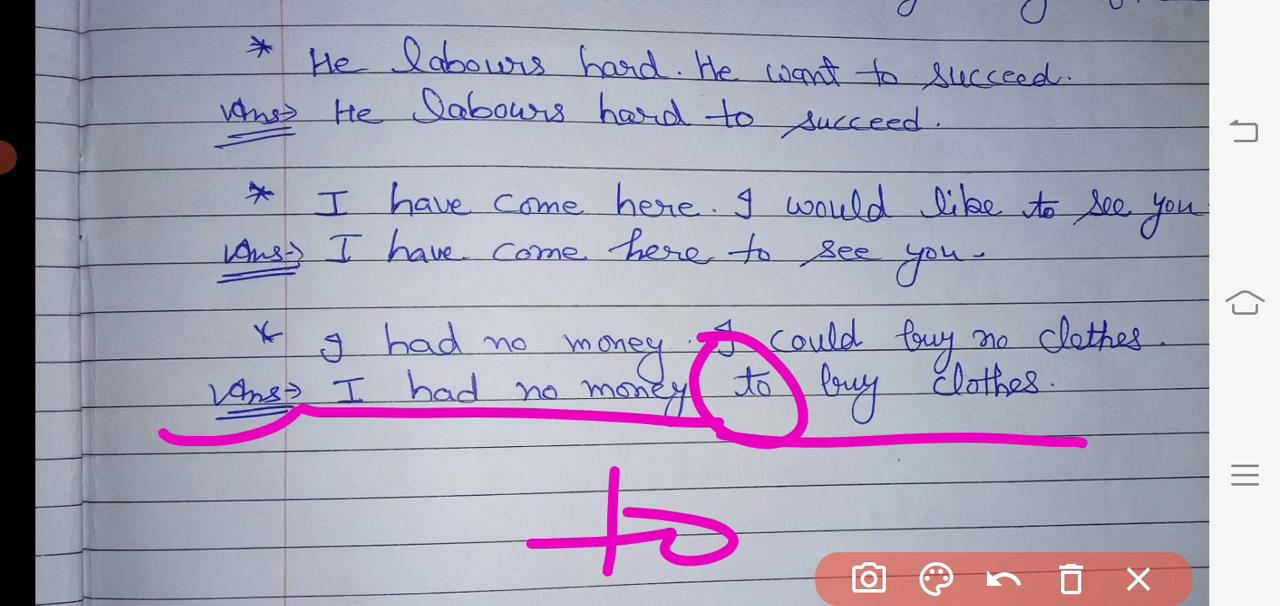 * He labours hard. He want to succeed.
Ans-> He labours hard to succeed.
* I have come here. I would like to see you
Ans-> I have come here to see you.
* I had no money. I could buy no clothes.
Ans-> I had no money to buy clothes.
to